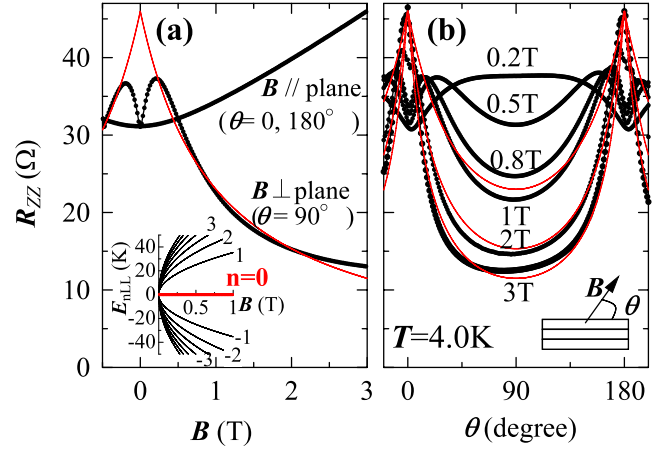 (a)
B // plane
(θ= 0, 180°)
B⊥plane
(θ= 90°)
40
30
20
10
0
R_ZZ (Ω)
0
1
2
3
B (T)
E_nLL (K)
40
20
0
-20
-40
3
2
1
n=0
0.5
1
B (T)
-1
-2
-3
(b)
0.2T
0.5T
0.8T
1T
2T
3T
B
θ
T=4.0K
0
90
180
θ (degree)